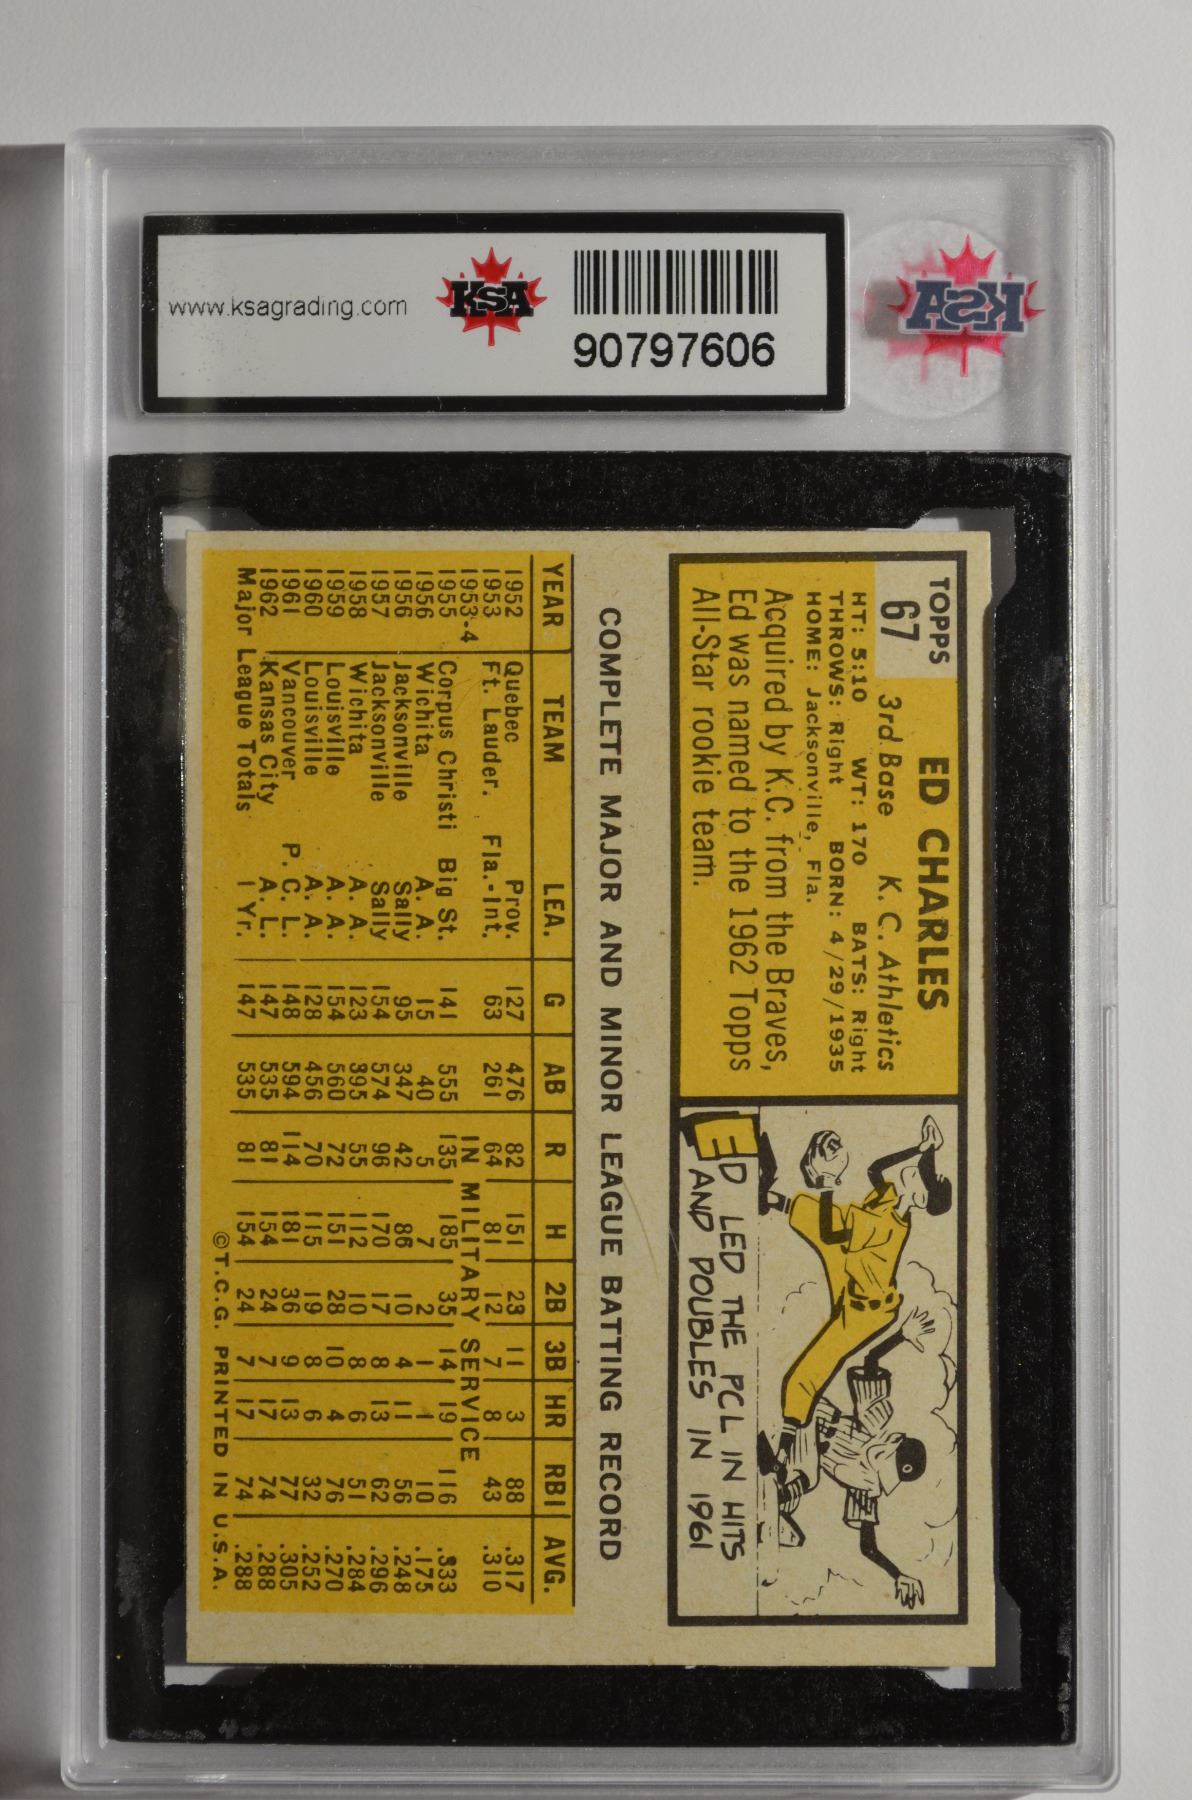 www.ksagrading.com
KSA
90797606
KSA
TOPPS
67
ED CHARLES
3rd Base K. C. Athletics
HT: 5:10 WT: 170 BATS: Right
THROWS: Right BORN: 4/29/1935
HOME: Jacksonville, Fla.
Acquired by K.C. from the Braves,
Ed was named to the 1962 Topps
All-Star rookie team.
ED LED THE PCL IN HITS
AND DOUBLES IN 1961
COMPLETE MAJOR AND MINOR LEAGUE BATTING RECORD
YEAR TEAM LEA. G AB R H 2B 3B HR RBI AVG.
1952 Quebec Prov. 127 476 82 151 23 11 3 88 .317
1953 Ft. Lauder. Fla.-Int. 63 261 64 81 12 7 8 43 .310
1953-4 IN MILITARY SERVICE
1955 Corpus Christi Big St. 141 555 135 185 35 14 19 116 .333
1956 Wichita A. A. 15 40 5 7 2 1 1 10 .175
1956 Jacksonville Sally 95 347 42 86 10 4 11 56 .248
1957 Jacksonville Sally 154 574 96 170 17 8 13 62 .296
1958 Wichita A. A. 123 395 55 112 10 8 6 51 .284
1959 Louisville A. A. 154 560 72 151 28 10 4 76 .270
1960 Louisville A. A. 128 456 70 115 19 8 6 32 .252
1961 Vancouver P. C. L. 148 594 114 181 36 9 13 77 .305
1962 Kansas City A. L. 147 535 81 154 24 7 17 74 .288
Major League Totals 1 Yr. 147 535 81 154 24 7 17 74 .288
©T.C.G. PRINTED IN U.S.A.